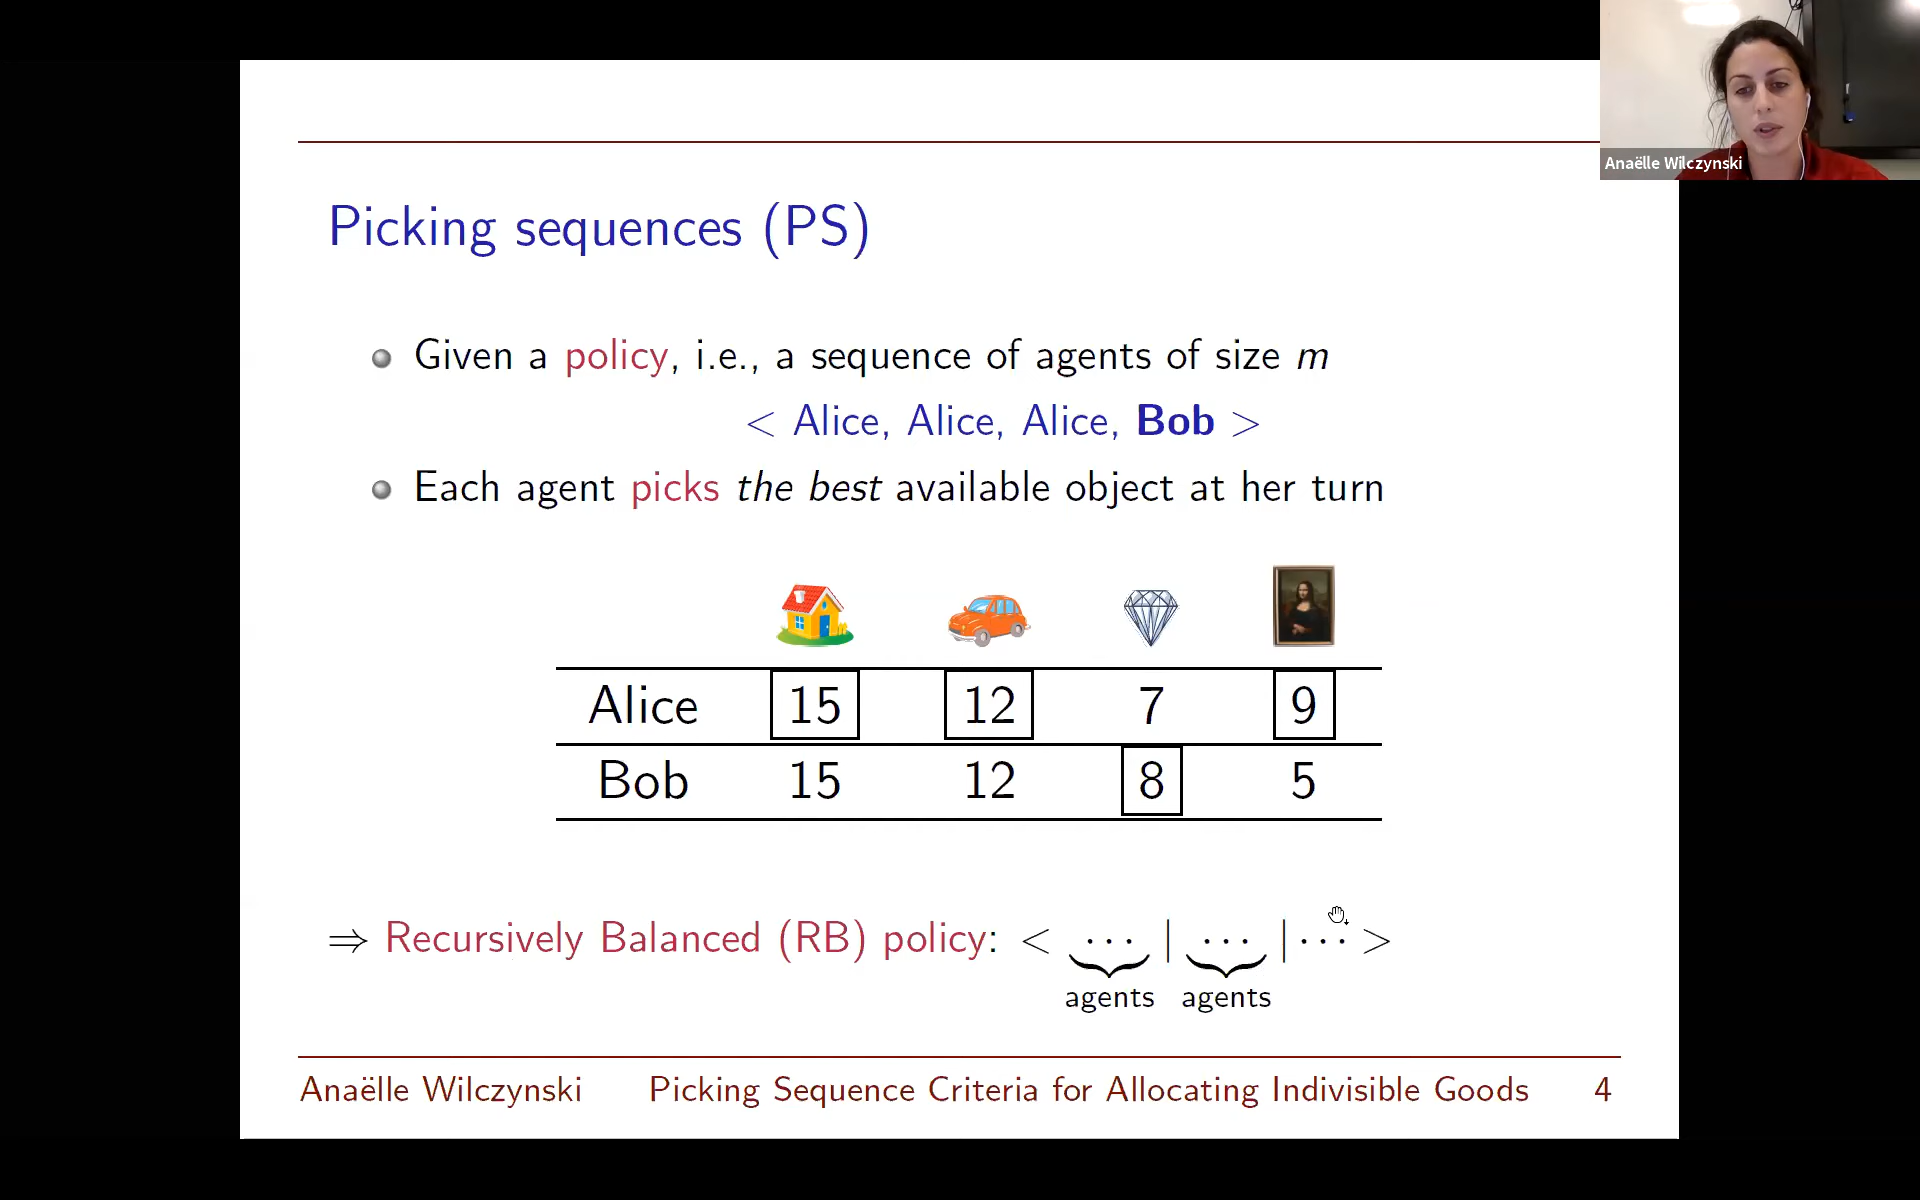 Anaëlle Wilczynski
Picking sequences (PS)
Given a policy, i.e., a sequence of agents of size m
< Alice, Alice, Alice, Bob >
Each agent picks the best available object at her turn
Alice 15 12 7 9
Bob 15 12 8 5
⇒ Recursively Balanced (RB) policy: < ··· | ··· | ··· >
agents agents
Anaëlle Wilczynski Picking Sequence Criteria for Allocating Indivisible Goods 4